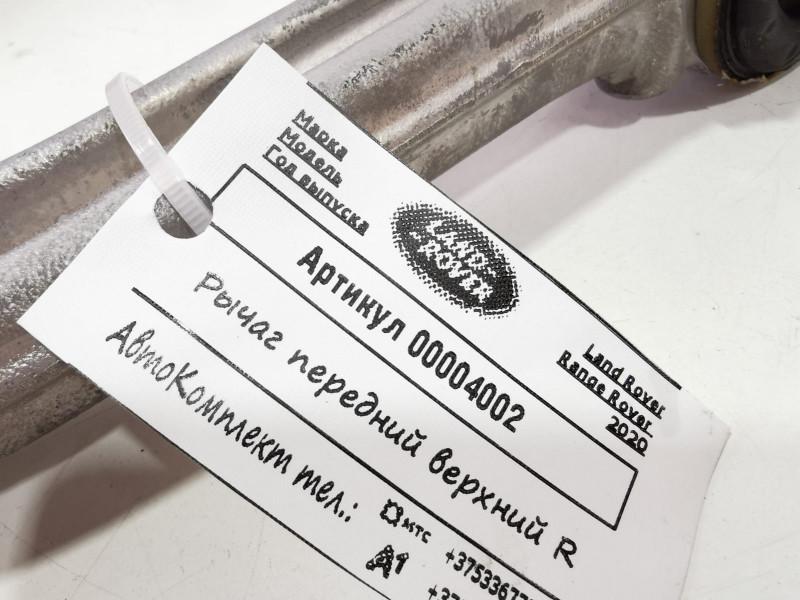 Марка
Модель
Год выпуска
LAND
ROVER
Land Rover
Range Rover
2020
Артикул 00004002
Рычаг передний верхний R
АвтоКомплект тел.:
мтс
A1